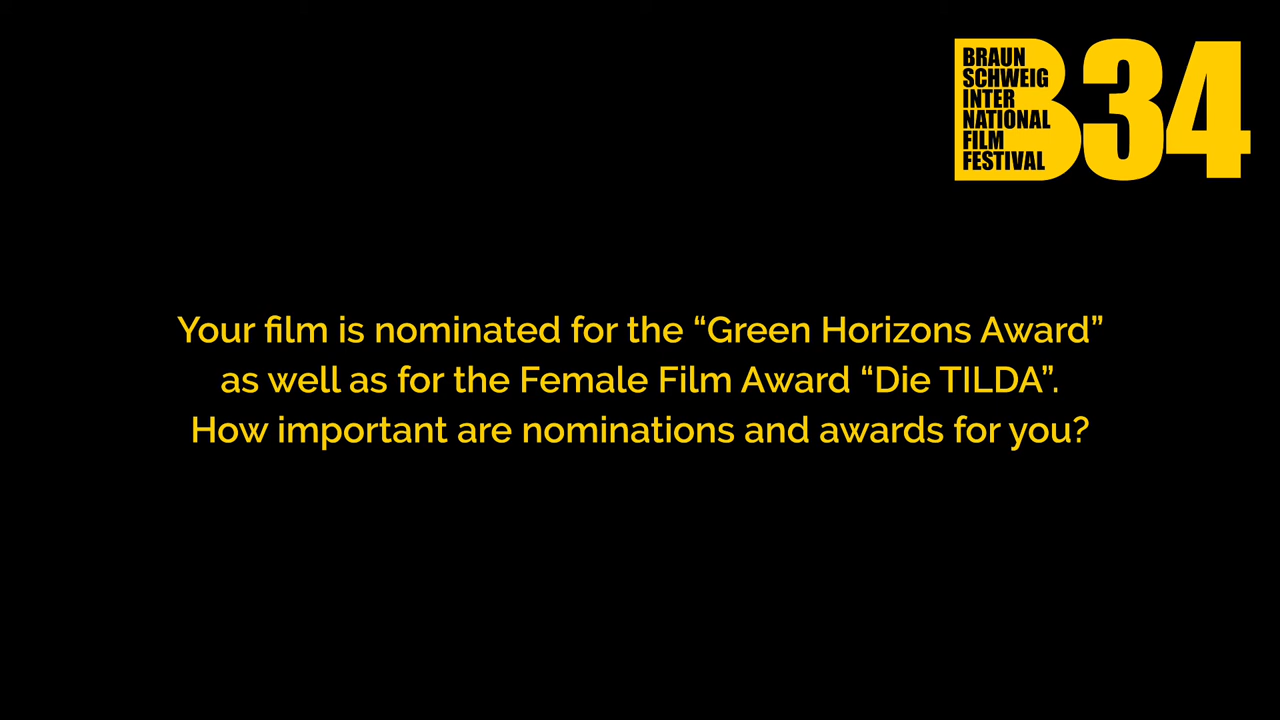 BRAUN
SCHWEIG
INTER
NATIONAL
FILM
FESTIVAL
B34
Your film is nominated for the “Green Horizons Award”
as well as for the Female Film Award “Die TILDA”.
How important are nominations and awards for you?